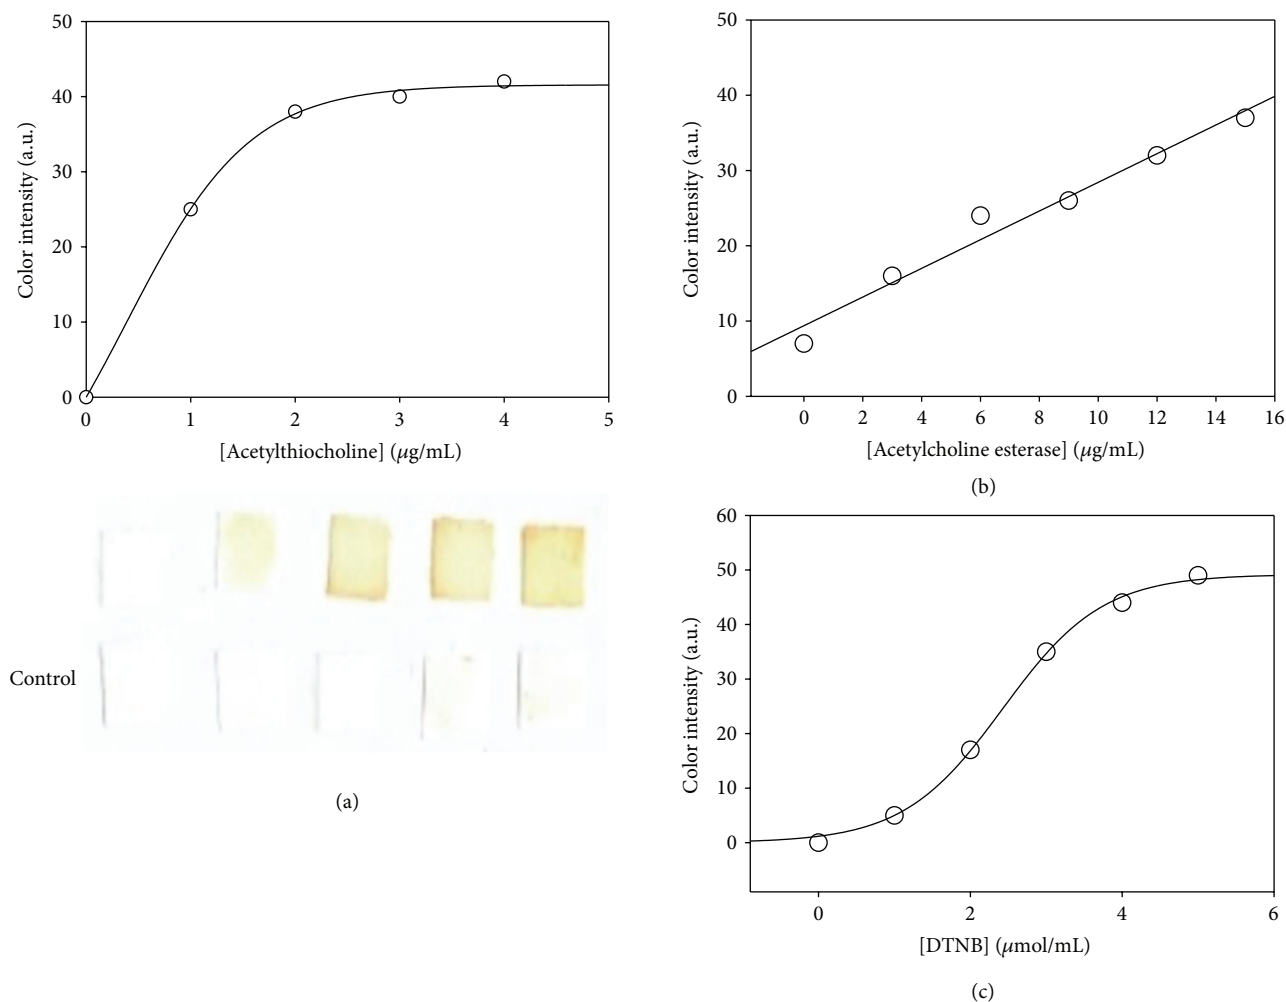 50
40
30
20
10
0
Color intensity (a.u.)
0 1 2 3 4 5
[Acetylthiocholine] (μg/mL)
Control
(a)
50
40
30
20
10
0
Color intensity (a.u.)
0 2 4 6 8 10 12 14 16
[Acetylcholine esterase] (μg/mL)
(b)
60
50
40
30
20
10
0
Color intensity (a.u.)
0 2 4 6
[DTNB] (μmol/mL)
(c)